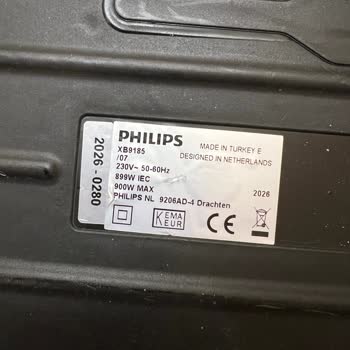 2026 - 0280
PHILIPS
XB9185
/07
230V~ 50-60Hz
899W IEC
900W MAX
PHILIPS NL 9206AD-4 Drachten
MADE IN TURKEY E
DESIGNED IN NETHERLANDS
2026
KEMA
KEUR
CE